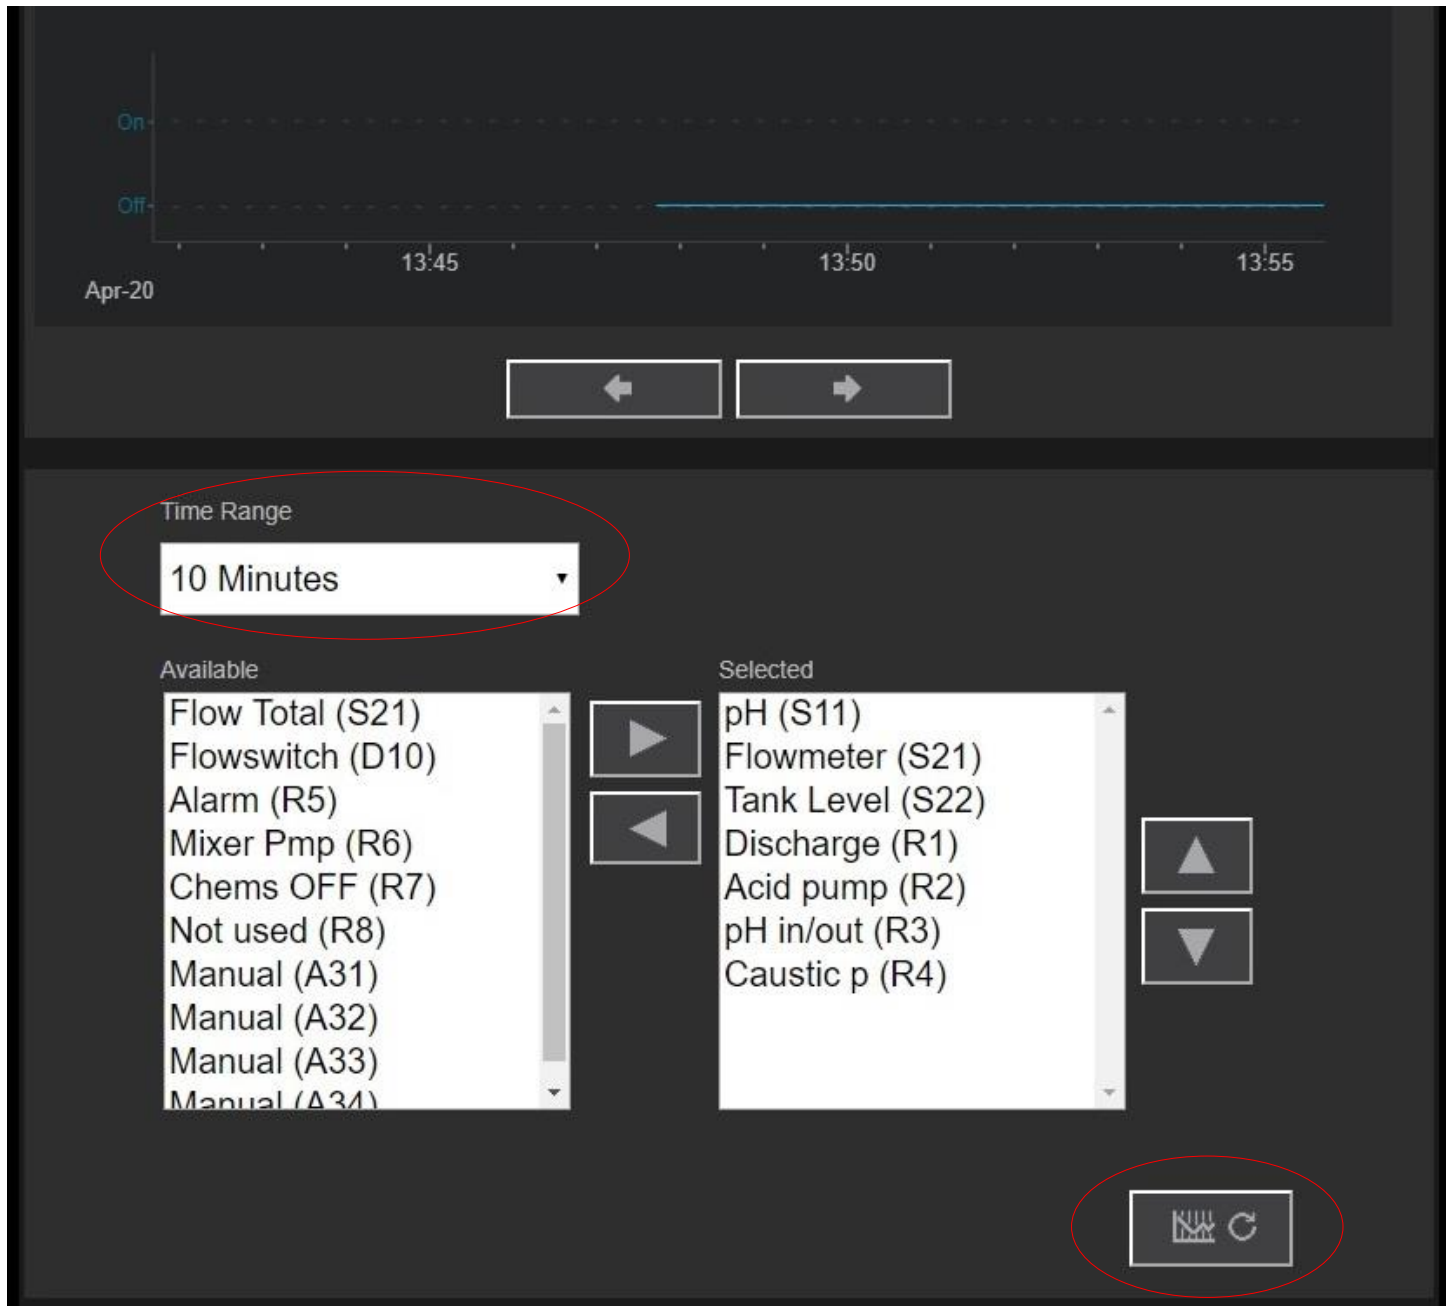 On
Off
13:45 13:50 13:55
Apr-20
Time Range
10 Minutes
Available
Selected
Flow Total (S21)
Flowswitch (D10)
Alarm (R5)
Mixer Pmp (R6)
Chems OFF (R7)
Not used (R8)
Manual (A31)
Manual (A32)
Manual (A33)
Manual (A34)
pH (S11)
Flowmeter (S21)
Tank Level (S22)
Discharge (R1)
Acid pump (R2)
pH in/out (R3)
Caustic p (R4)